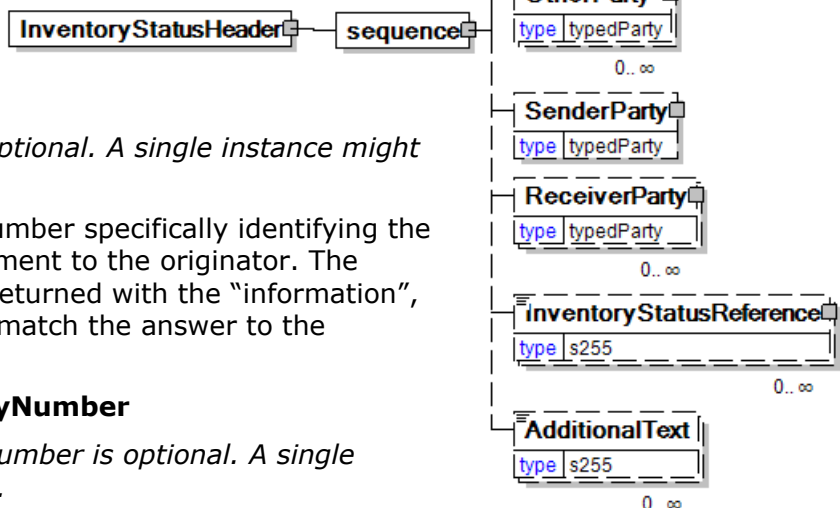 InventoryStatusHeader
sequence
type typedParty
0.. ∞
SenderParty
type typedParty
ReceiverParty
type typedParty
0.. ∞
InventoryStatusReference
type s255
0.. ∞
AdditionalText
type s255
0.. ∞
ptional. A single instance might
umber specifically identifying the
ment to the originator. The
eturned with the “information”,
match the answer to the
yNumber
umber is optional. A single